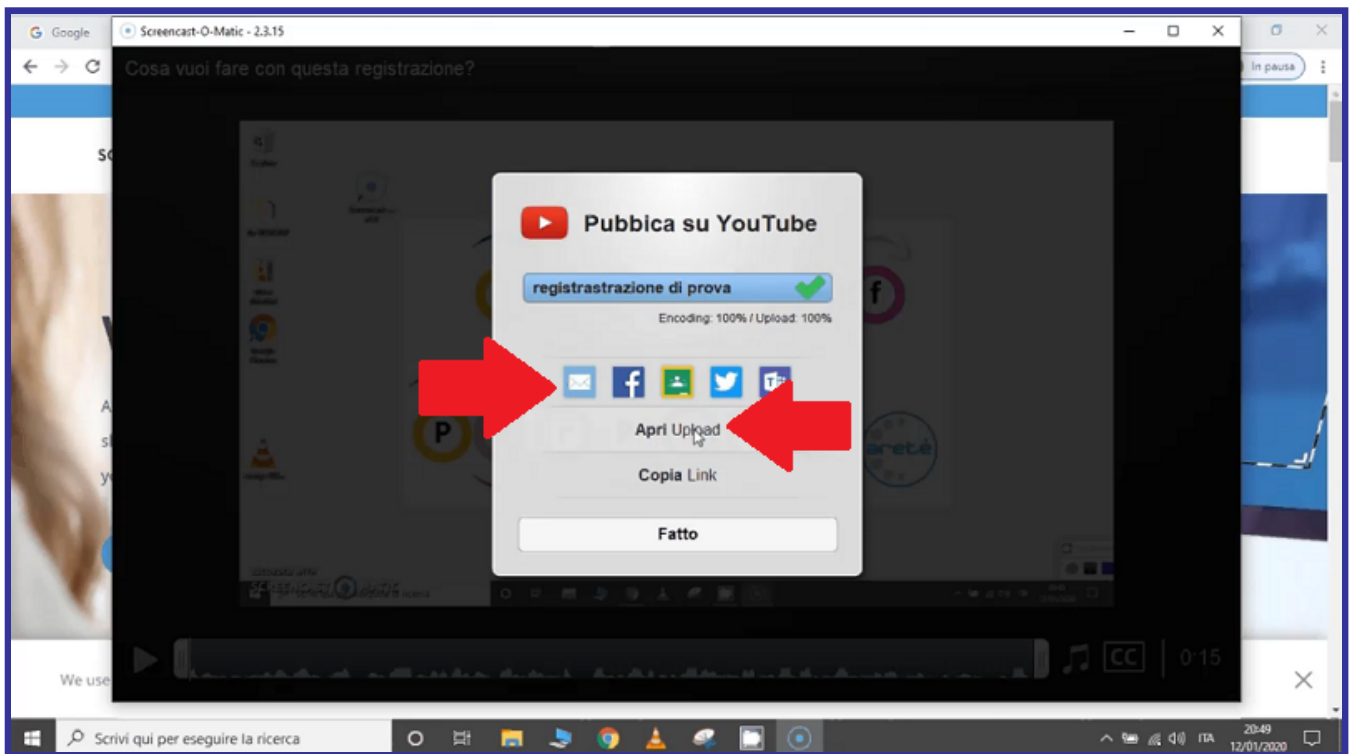 Google
Screencast-O-Matic - 2.3.15
In pausa
Cosa vuoi fare con questa registrazione?
Pubbica su YouTube
registrastrazione di prova
Encoding: 100% / Upload: 100%
f
Apri Upload
P
r
areté
Copia Link
Fatto
CC
0:15
We use
Scrivi qui per eseguire la ricerca
ITA
20:49
12/01/2020